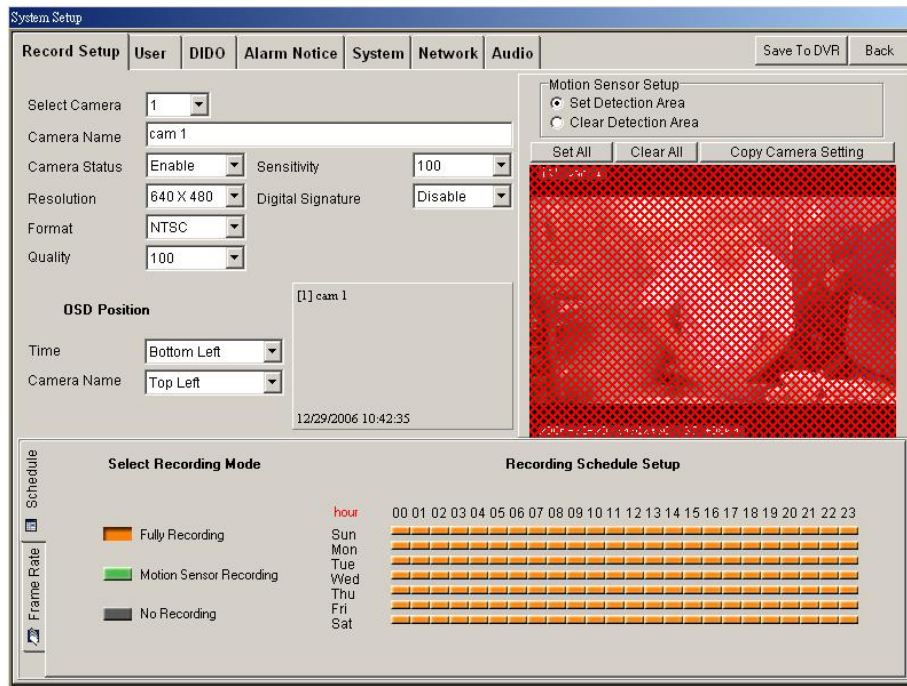 System Setup
Record Setup User DIDO Alarm Notice System Network Audio Save To DVR Back
Select Camera 1
Camera Name cam 1
Camera Status Enable Sensitivity 100
Resolution 640 X 480 Digital Signature Disable
Format NTSC
Quality 100
Motion Sensor Setup
Set Detection Area
Clear Detection Area
Set All Clear All Copy Camera Setting
OSD Position
Time Bottom Left
Camera Name Top Left
[1] cam 1
12/29/2006 10:42:35
Schedule
Frame Rate
Select Recording Mode
Fully Recording
Motion Sensor Recording
No Recording
Recording Schedule Setup
hour 00 01 02 03 04 05 06 07 08 09 10 11 12 13 14 15 16 17 18 19 20 21 22 23
Sun
Mon
Tue
Wed
Thu
Fri
Sat